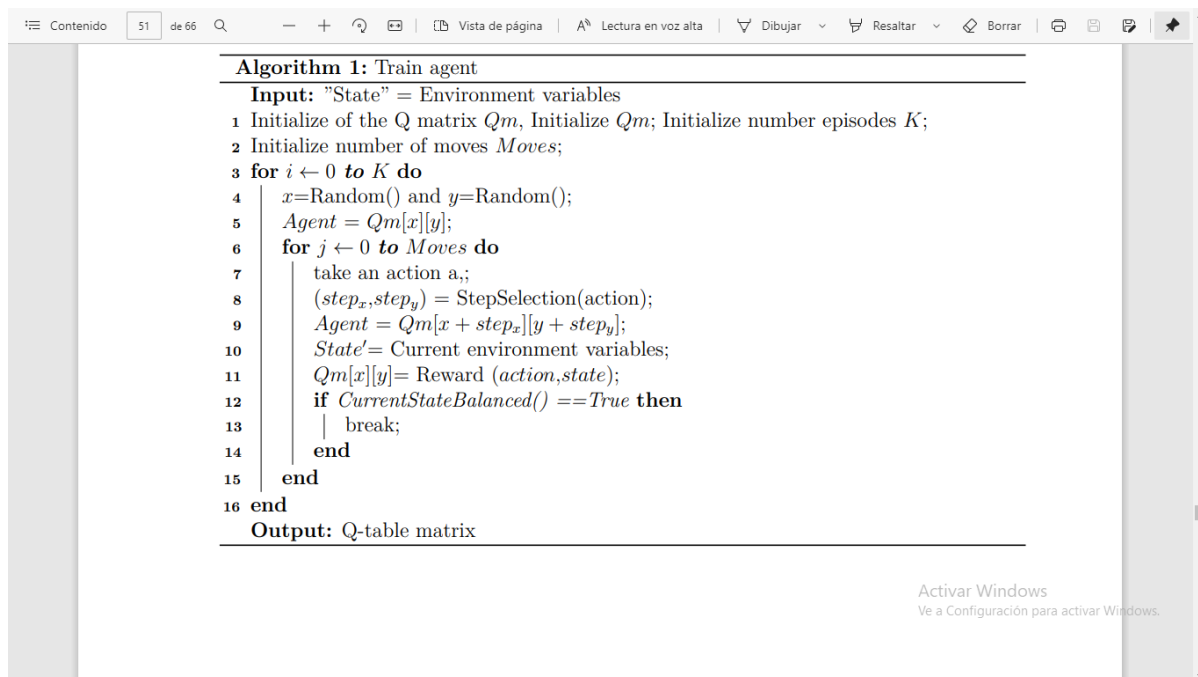 Contenido 51 de 66 Vista de página Lectura en voz alta Dibujar Resaltar Borrar
Algorithm 1: Train agent
Input: ”State” = Environment variables
1 Initialize of the Q matrix Qm, Initialize Qm; Initialize number episodes K;
2 Initialize number of moves Moves;
3 for i ← 0 to K do
4 x=Random() and y=Random();
5 Agent = Qm[x][y];
6 for j ← 0 to Moves do
7 take an action a,;
8 (step_x,step_y) = StepSelection(action);
9 Agent = Qm[x + step_x][y + step_y];
10 State′= Current environment variables;
11 Qm[x][y]= Reward (action,state);
12 if CurrentStateBalanced() ==True then
13 break;
14 end
15 end
16 end
Output: Q-table matrix
Activar Windows
Ve a Configuración para activar Windows.